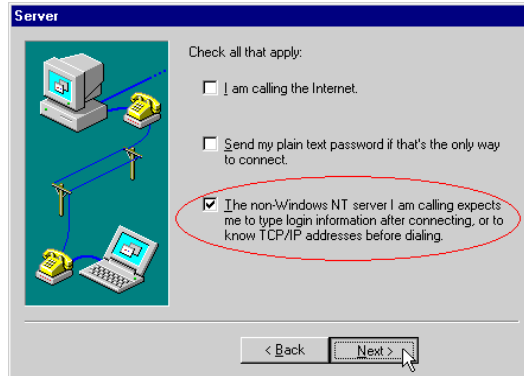 Server
Check all that apply:
I am calling the Internet.
Send my plain text password if that's the only way
to connect.
The non-Windows NT server I am calling expects
me to type login information after connecting, or to
know TCP/IP addresses before dialing.
< Back
Next >